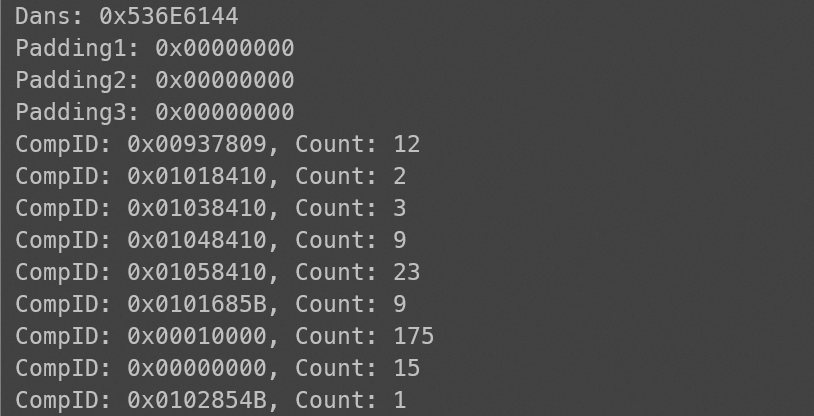 Dans: 0x536E6144
Padding1: 0x00000000
Padding2: 0x00000000
Padding3: 0x00000000
CompID: 0x00937809, Count: 12
CompID: 0x01018410, Count: 2
CompID: 0x01038410, Count: 3
CompID: 0x01048410, Count: 9
CompID: 0x01058410, Count: 23
CompID: 0x0101685B, Count: 9
CompID: 0x00010000, Count: 175
CompID: 0x00000000, Count: 15
CompID: 0x0102854B, Count: 1